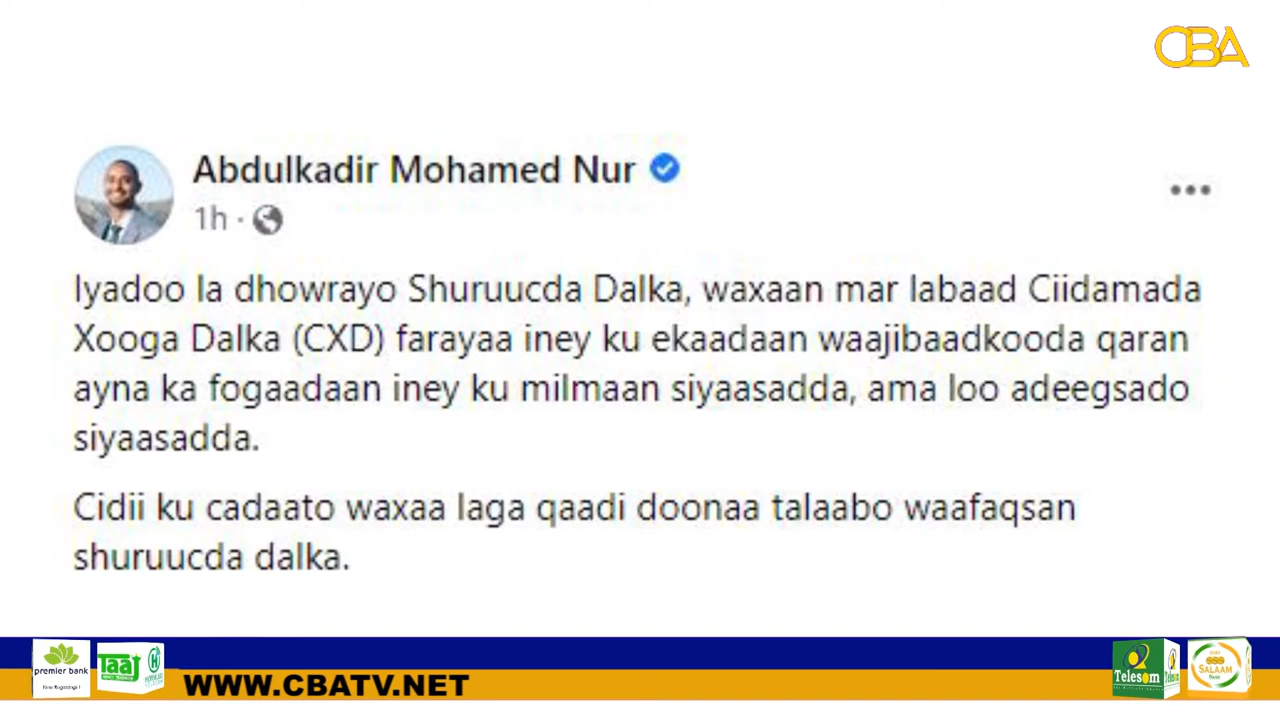 CBA
Abdulkadir Mohamed Nur
1h ·
Iyadoo la dhowrayo Shuruucda Dalka, waxaan mar labaad Ciidamada
Xooga Dalka (CXD) farayaa iney ku ekaadaan waajibaadkooda qaran
ayna ka fogaadaan iney ku milmaan siyaasadda, ama loo adeegsado
siyaasadda.
Cidii ku cadaato waxaa laga qaadi doonaa talaabo waafaqsan
shuruucda dalka.
premier bank
Taaj
WWW.CBATV.NET
Telesom
SALAAM